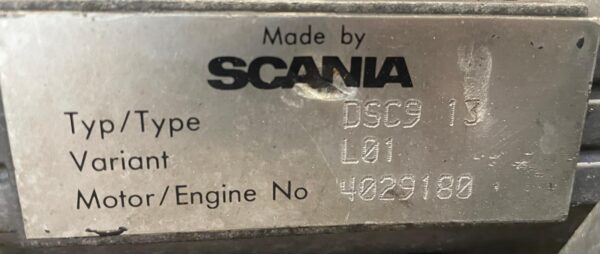 Made by
SCANIA
Typ/Type DSC9 13
Variant L01
Motor/Engine No 4029180